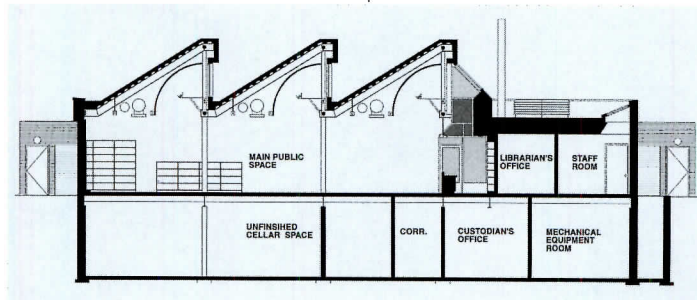 MAIN PUBLIC
SPACE
LIBRARIAN'S
OFFICE
STAFF
ROOM
UNFINSIHED
CELLAR SPACE
CORR.
CUSTODIAN'S
OFFICE
MECHANICAL
EQUIPMENT
ROOM